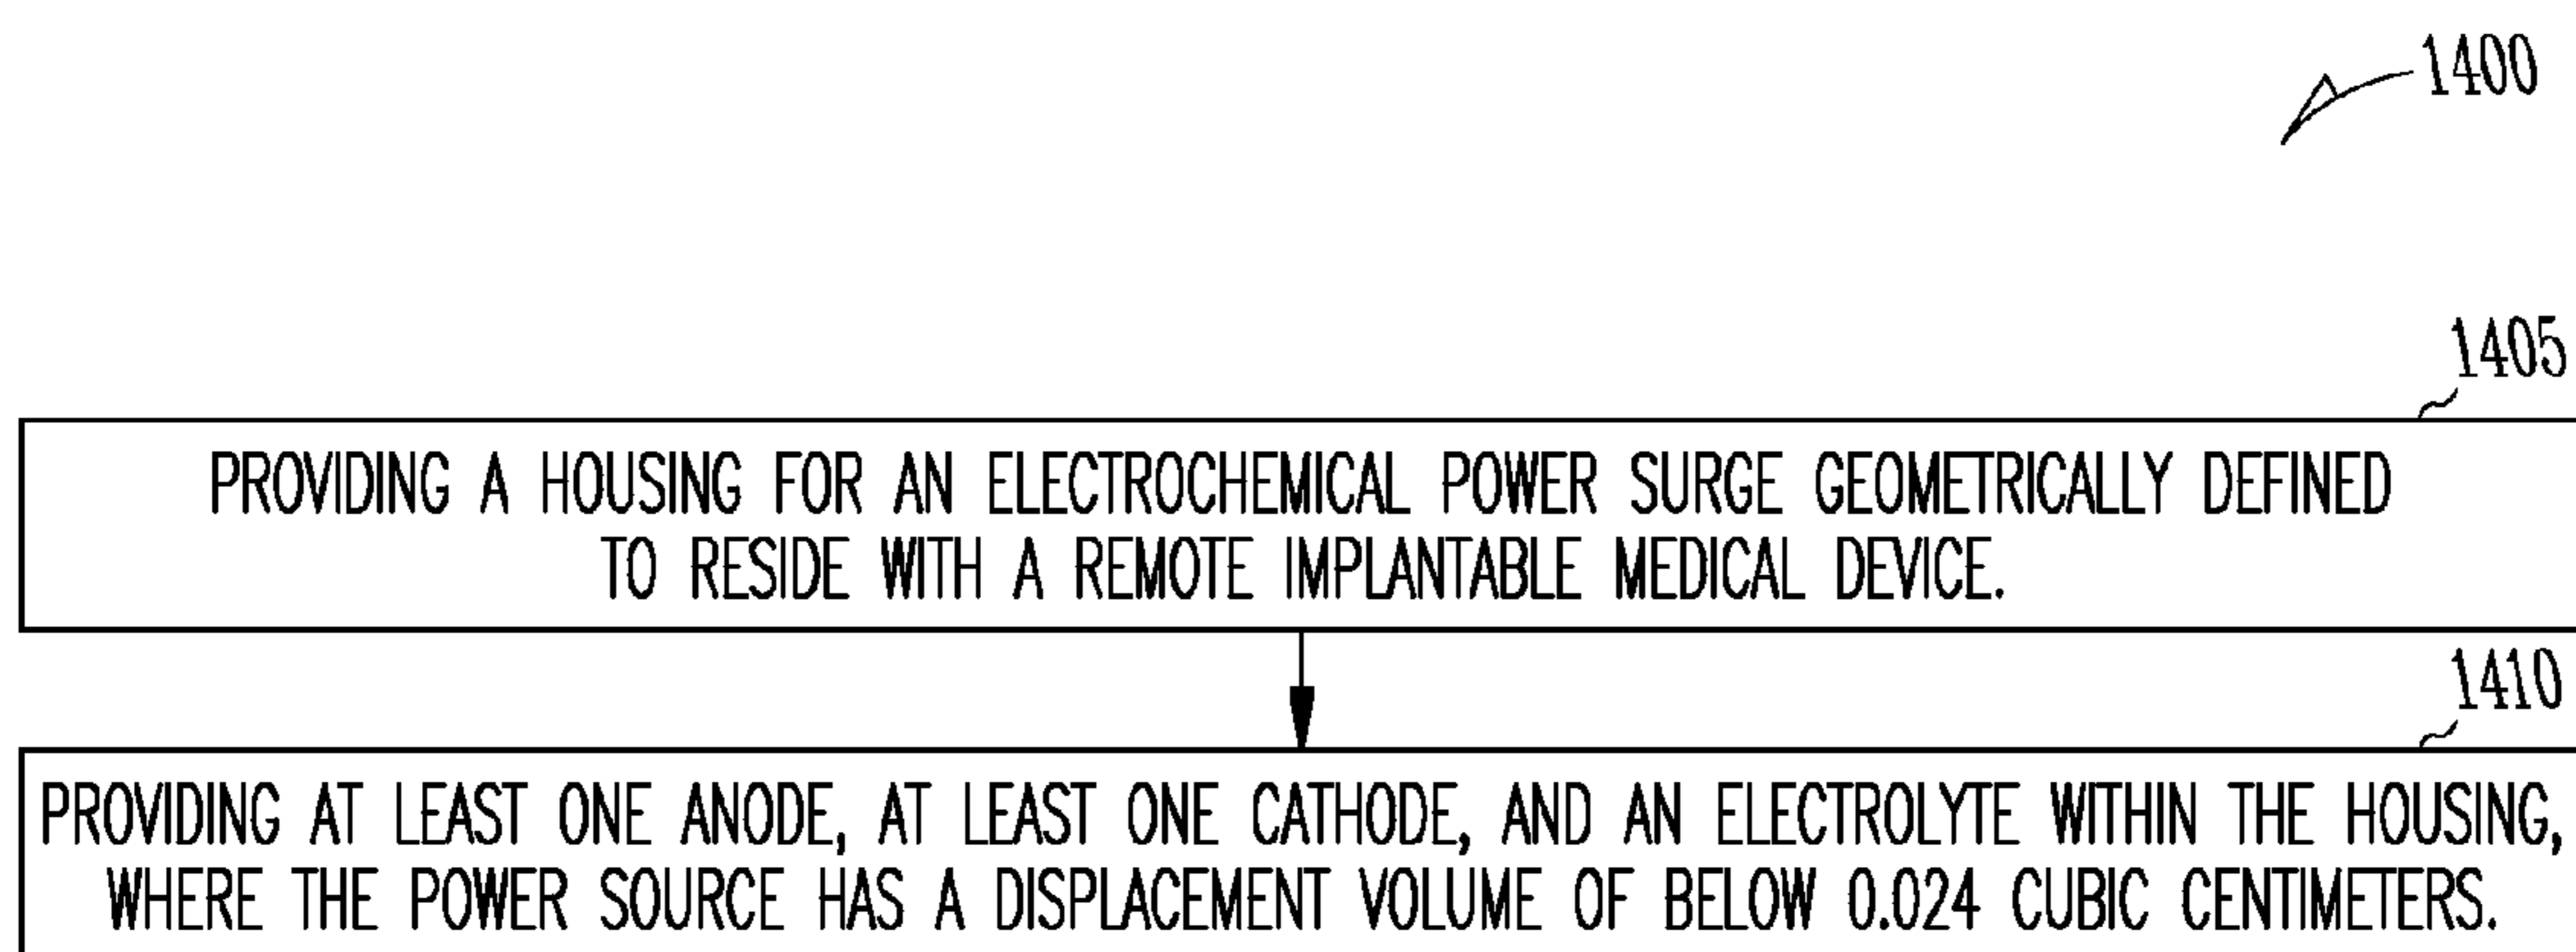 1400
1405
PROVIDING A HOUSING FOR AN ELECTROCHEMICAL POWER SURGE GEOMETRICALLY DEFINED
TO RESIDE WITH A REMOTE IMPLANTABLE MEDICAL DEVICE.
1410
PROVIDING AT LEAST ONE ANODE, AT LEAST ONE CATHODE, AND AN ELECTROLYTE WITHIN THE HOUSING,
WHERE THE POWER SOURCE HAS A DISPLACEMENT VOLUME OF BELOW 0.024 CUBIC CENTIMETERS.